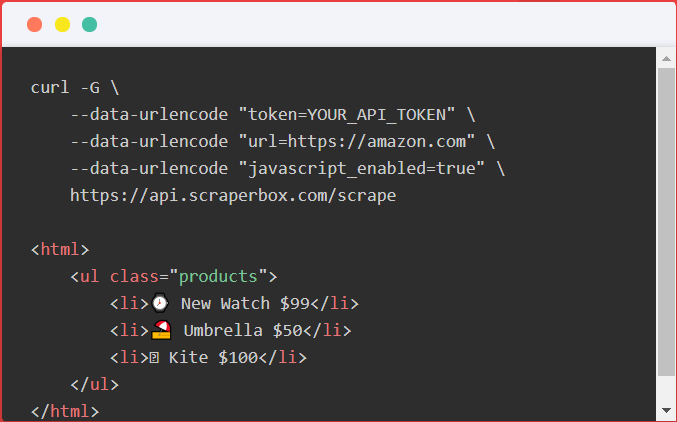 curl -G \
--data-urlencode "token=YOUR_API_TOKEN" \
--data-urlencode "url=https://amazon.com" \
--data-urlencode "javascript_enabled=true" \
https://api.scraperbox.com/scrape
<html>
<ul class="products">
<li>⌚ New Watch $99</li>
<li>⛱ Umbrella $50</li>
<li>⍰ Kite $100</li>
</ul>
</html>